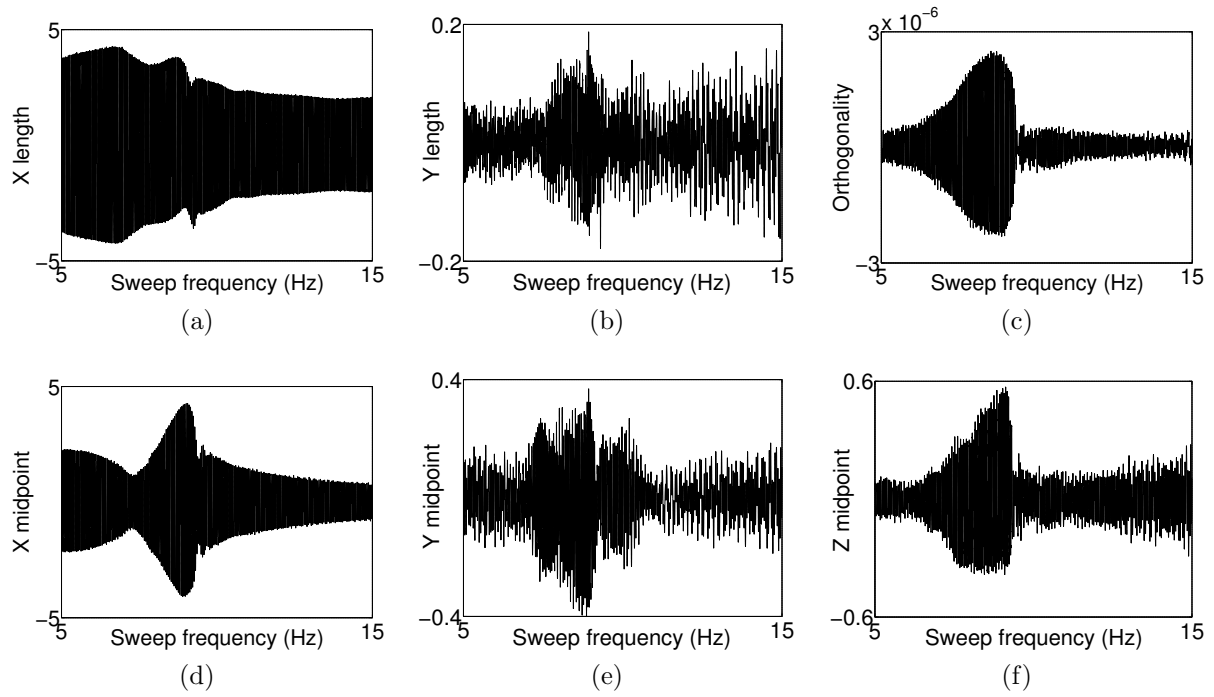 5
X length
−5
5
15
Sweep frequency (Hz)
(a)
0.2
Y length
−0.2
5
15
Sweep frequency (Hz)
(b)
3 x 10^−6
Orthogonality
−3
5
15
Sweep frequency (Hz)
(c)
5
X midpoint
−5
5
15
Sweep frequency (Hz)
(d)
0.4
Y midpoint
−0.4
5
15
Sweep frequency (Hz)
(e)
0.6
Z midpoint
−0.6
5
15
Sweep frequency (Hz)
(f)